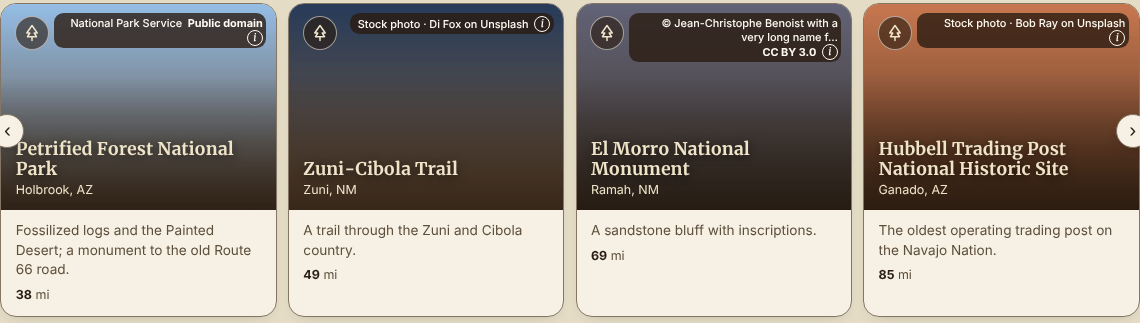 National Park Service Public domain
i
Petrified Forest National
Park
Holbrook, AZ
Fossilized logs and the Painted
Desert; a monument to the old Route
66 road.
38 mi
Stock photo · Di Fox on Unsplash i
Zuni-Cibola Trail
Zuni, NM
A trail through the Zuni and Cibola
country.
49 mi
© Jean-Christophe Benoist with a
very long name f...
CC BY 3.0 i
El Morro National
Monument
Ramah, NM
A sandstone bluff with inscriptions.
69 mi
Stock photo · Bob Ray on Unsplash
i
Hubbell Trading Post
National Historic Site
Ganado, AZ
The oldest operating trading post on
the Navajo Nation.
85 mi